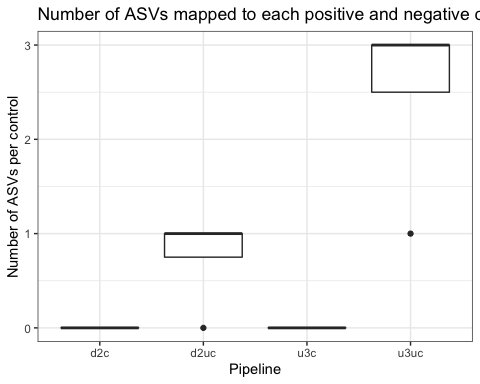 Number of ASVs mapped to each positive and negative
Number of ASVs per control
3
2
1
0
d2c
d2uc
u3c
u3uc
Pipeline